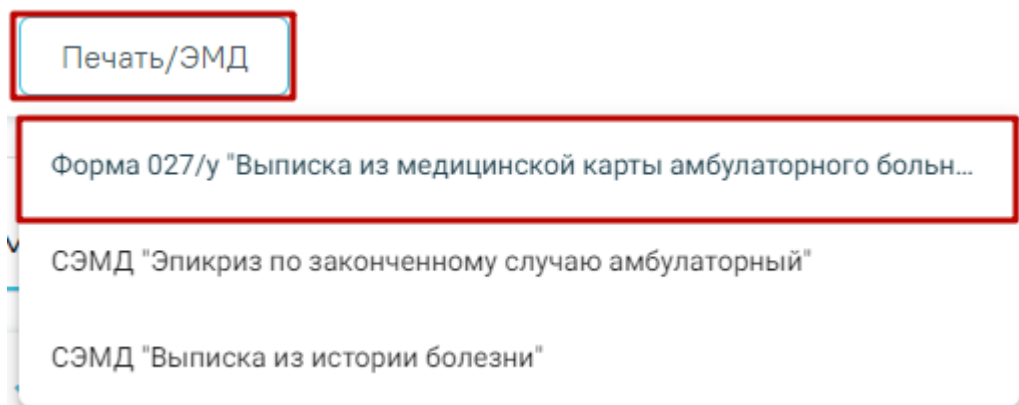 Печать/ЭМД
Форма 027/у "Выписка из медицинской карты амбулаторного больн...
СЭМД "Эпикриз по законченному случаю амбулаторный"
СЭМД "Выписка из истории болезни"